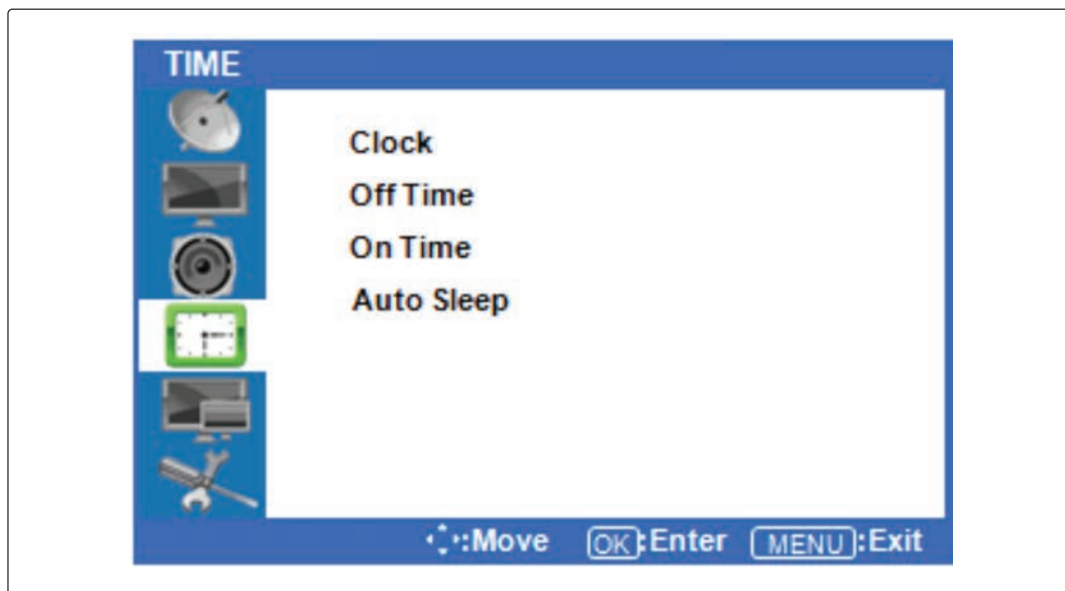 TIME
Clock
Off Time
On Time
Auto Sleep
:Move OK:Enter MENU:Exit